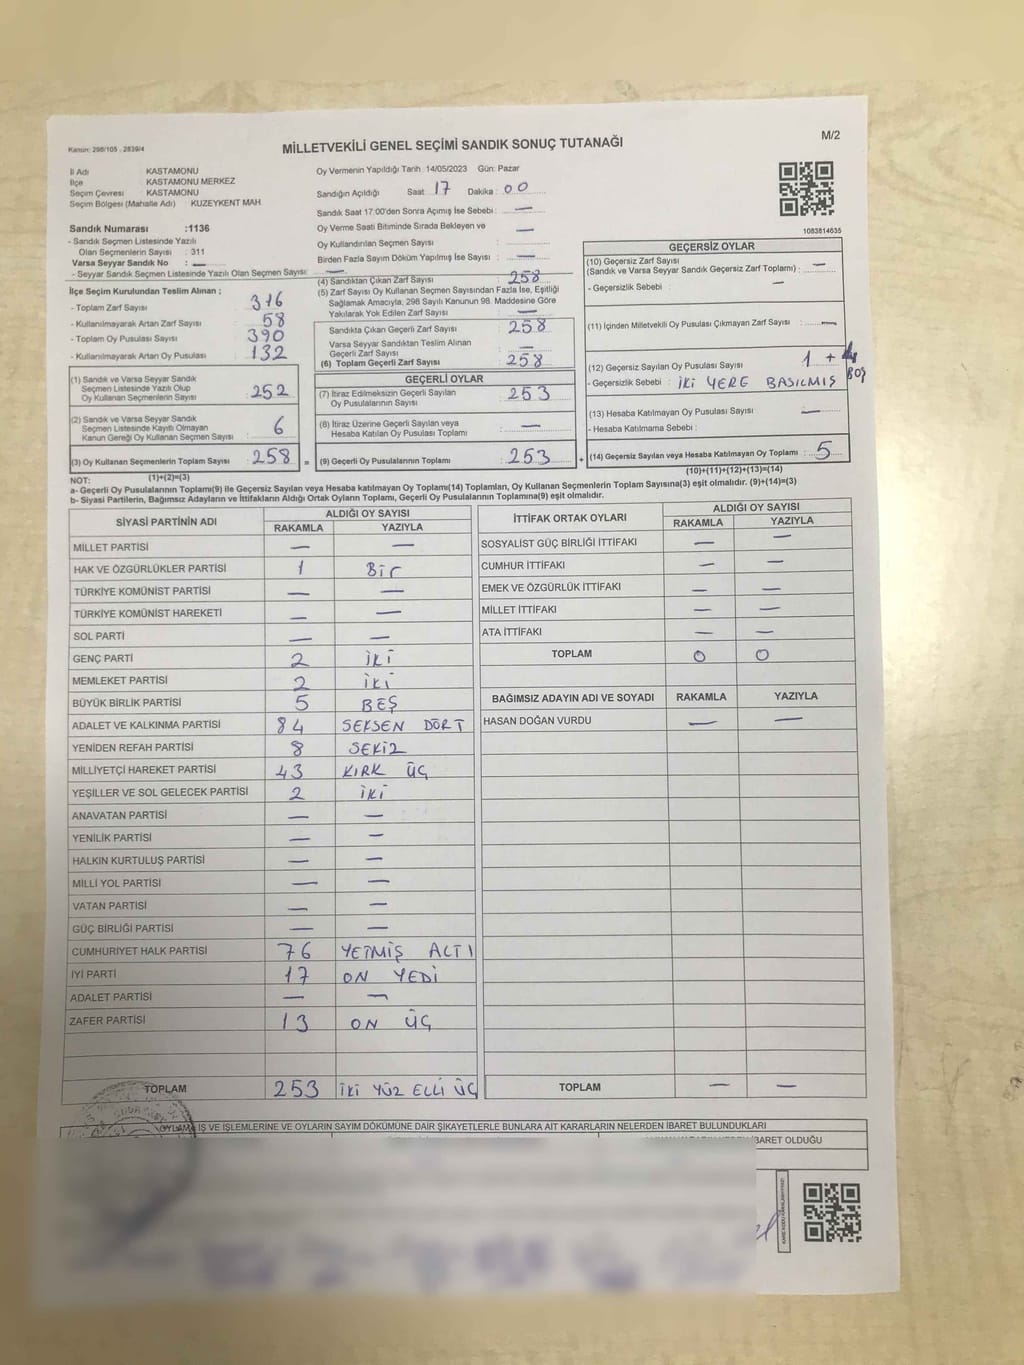 Kanun: 298/105 , 2839/4
MİLLETVEKİLİ GENEL SEÇİMİ SANDIK SONUÇ TUTANAĞI
M/2
İl Adı KASTAMONU
İlçe KASTAMONU MERKEZ
Seçim Çevresi KASTAMONU
Seçim Bölgesi (Mahalle Adı) : KUZEYKENT MAH.
Oy Vermenin Yapıldığı Tarih :14/05/2023 Gün: Pazar
Sandığın Açıldığı Saat : 17 Dakika : 00
Sandık Saat 17:00'den Sonra Açımış İse Sebebi : —
Oy Verme Saati Bitiminde Sırada Bekleyen ve —
Oy Kullandırılan Seçmen Sayısı :
Birden Fazla Sayım Döküm Yapılmış İse Sayısı : —
1083814635
Sandık Numarası :1136
- Sandık Seçmen Listesinde Yazılı
Olan Seçmenlerin Sayısı : 311
Varsa Seyyar Sandık No : —
- Seyyar Sandık Seçmen Listesinde Yazılı Olan Seçmen Sayısı: —
İlçe Seçim Kurulundan Teslim Alınan ;
- Toplam Zarf Sayısı 316
- Kullanılmayarak Artan Zarf Sayısı : 58
- Toplam Oy Pusulası Sayısı : 390
- Kullanılmayarak Artan Oy Pusulası : 132
(1) Sandık ve Varsa Seyyar Sandık
Seçmen Listesinde Yazılı Olup
Oy Kullanan Seçmenlerin Sayısı : 252
(2) Sandık ve Varsa Seyyar Sandık
Seçmen Listesinde Kayıtlı Olmayan
Kanun Gereği Oy Kullanan Seçmen Sayısı : 6
(3) Oy Kullanan Seçmenlerin Toplam Sayısı : 258 =
(4) Sandıktan Çıkan Zarf Sayısı : 258
(5) Zarf Sayısı Oy Kullanan Seçmen Sayısından Fazla İse, Eşitliği
Sağlamak Amacıyla; 298 Sayılı Kanunun 98. Maddesine Göre
Yakılarak Yok Edilen Zarf Sayısı : —
Sandıkta Çıkan Geçerli Zarf Sayısı : 258
Varsa Seyyar Sandıktan Teslim Alınan
Geçerli Zarf Sayısı : —
(6) Toplam Geçerli Zarf Sayısı : 258
GEÇERLİ OYLAR
(7) İtiraz Edilmeksizin Geçerli Sayılan
Oy Pusulalarının Sayısı : 253
(8) İtiraz Üzerine Geçerli Sayılan veya
Hesaba Katılan Oy Pusulası Toplamı : —
(9) Geçerli Oy Pusulalarının Toplamı : 253 +
GEÇERSİZ OYLAR
(10) Geçersiz Zarf Sayısı —
(Sandık ve Varsa Seyyar Sandık Geçersiz Zarf Toplamı) :
- Geçersizlik Sebebi : —
(11) İçinden Milletvekili Oy Pusulası Çıkmayan Zarf Sayısı : —
(12) Geçersiz Sayılan Oy Pusulası Sayısı : 1 + 4
- Geçersizlik Sebebi : İKİ YERE BASILMIŞ BOŞ
(13) Hesaba Katılmayan Oy Pusulası Sayısı : —
- Hesaba Katılmama Sebebi :
(14) Geçersiz Sayılan veya Hesaba Katılmayan Oy Toplamı : 5
NOT: (1)+(2)=(3)
(10)+(11)+(12)+(13)=(14)
a- Geçerli Oy Pusulalarının Toplamı(9) ile Geçersiz Sayılan veya Hesaba katılmayan Oy Toplamı(14) Toplamları, Oy Kullanan Seçmenlerin Toplam Sayısına(3) eşit olmalıdır. (9)+(14)=(3)
b- Siyasi Partilerin, Bağımsız Adayların ve İttifakların Aldığı Ortak Oyların Toplamı, Geçerli Oy Pusulalarının Toplamına(9) eşit olmalıdır.
SİYASİ PARTİNİN ADI ALDIĞI OY SAYISI
RAKAMLA YAZIYLA
MİLLET PARTİSİ — —
HAK VE ÖZGÜRLÜKLER PARTİSİ 1 Bir
TÜRKİYE KOMÜNİST PARTİSİ — —
TÜRKİYE KOMÜNİST HAREKETİ — —
SOL PARTİ — —
GENÇ PARTİ 2 İKİ
MEMLEKET PARTİSİ 2 İKİ
BÜYÜK BİRLİK PARTİSİ 5 BEŞ
ADALET VE KALKINMA PARTİSİ 84 SEKSEN DÖRT
YENİDEN REFAH PARTİSİ 8 SEKİZ
MİLLİYETÇİ HAREKET PARTİSİ 43 KIRK ÜÇ
YEŞİLLER VE SOL GELECEK PARTİSİ 2 İKİ
ANAVATAN PARTİSİ — —
YENİLİK PARTİSİ — —
HALKIN KURTULUŞ PARTİSİ — —
MİLLİ YOL PARTİSİ — —
VATAN PARTİSİ — —
GÜÇ BİRLİĞİ PARTİSİ — —
CUMHURİYET HALK PARTİSİ 76 YETMİŞ ALTI
İYİ PARTİ 17 ON YEDİ
ADALET PARTİSİ — —
ZAFER PARTİSİ 13 ON ÜÇ
TOPLAM 253 İKİ YÜZ ELLİ ÜÇ
İTTİFAK ORTAK OYLARI ALDIĞI OY SAYISI
RAKAMLA YAZIYLA
SOSYALİST GÜÇ BİRLİĞİ İTTİFAKI — —
CUMHUR İTTİFAKI — —
EMEK VE ÖZGÜRLÜK İTTİFAKI — —
MİLLET İTTİFAKI — —
ATA İTTİFAKI — —
TOPLAM 0 0
BAĞIMSIZ ADAYIN ADI VE SOYADI RAKAMLA YAZIYLA
HASAN DOĞAN VURDU — —
TOPLAM — —
OYLAMA İŞ VE İŞLEMLERİNE VE OYLARIN SAYIM DÖKÜMÜNE DAİR ŞİKAYETLERLE BUNLARA AİT KARARLARIN NELERDEN İBARET BULUNDUKLARI
İBARET OLDUĞU